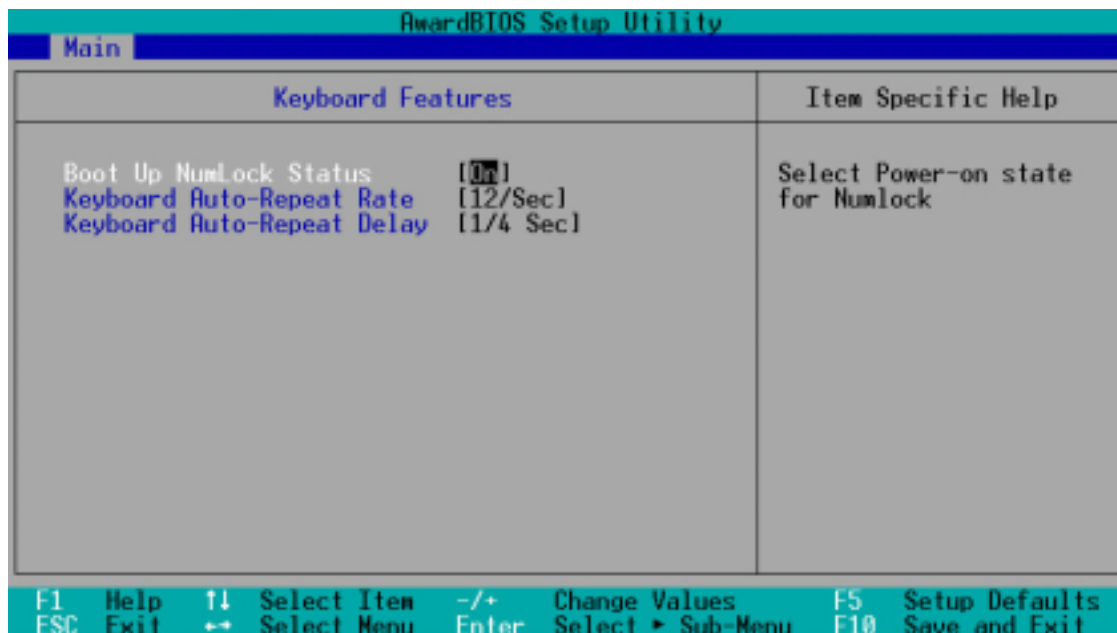 AwardBIOS Setup Utility
Main
Keyboard Features
Boot Up NumLock Status [On]
Keyboard Auto-Repeat Rate [12/Sec]
Keyboard Auto-Repeat Delay [1/4 Sec]
Item Specific Help
Select Power-on state
for Numlock
F1 Help ↑↓ Select Item -/+ Change Values F5 Setup Defaults
ESC Exit ←→ Select Menu Enter Select ► Sub-Menu F10 Save and Exit